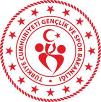 TÜRKİYE CUMHURİYETİ GENÇLİK VE SPOR BAKANLIĞI